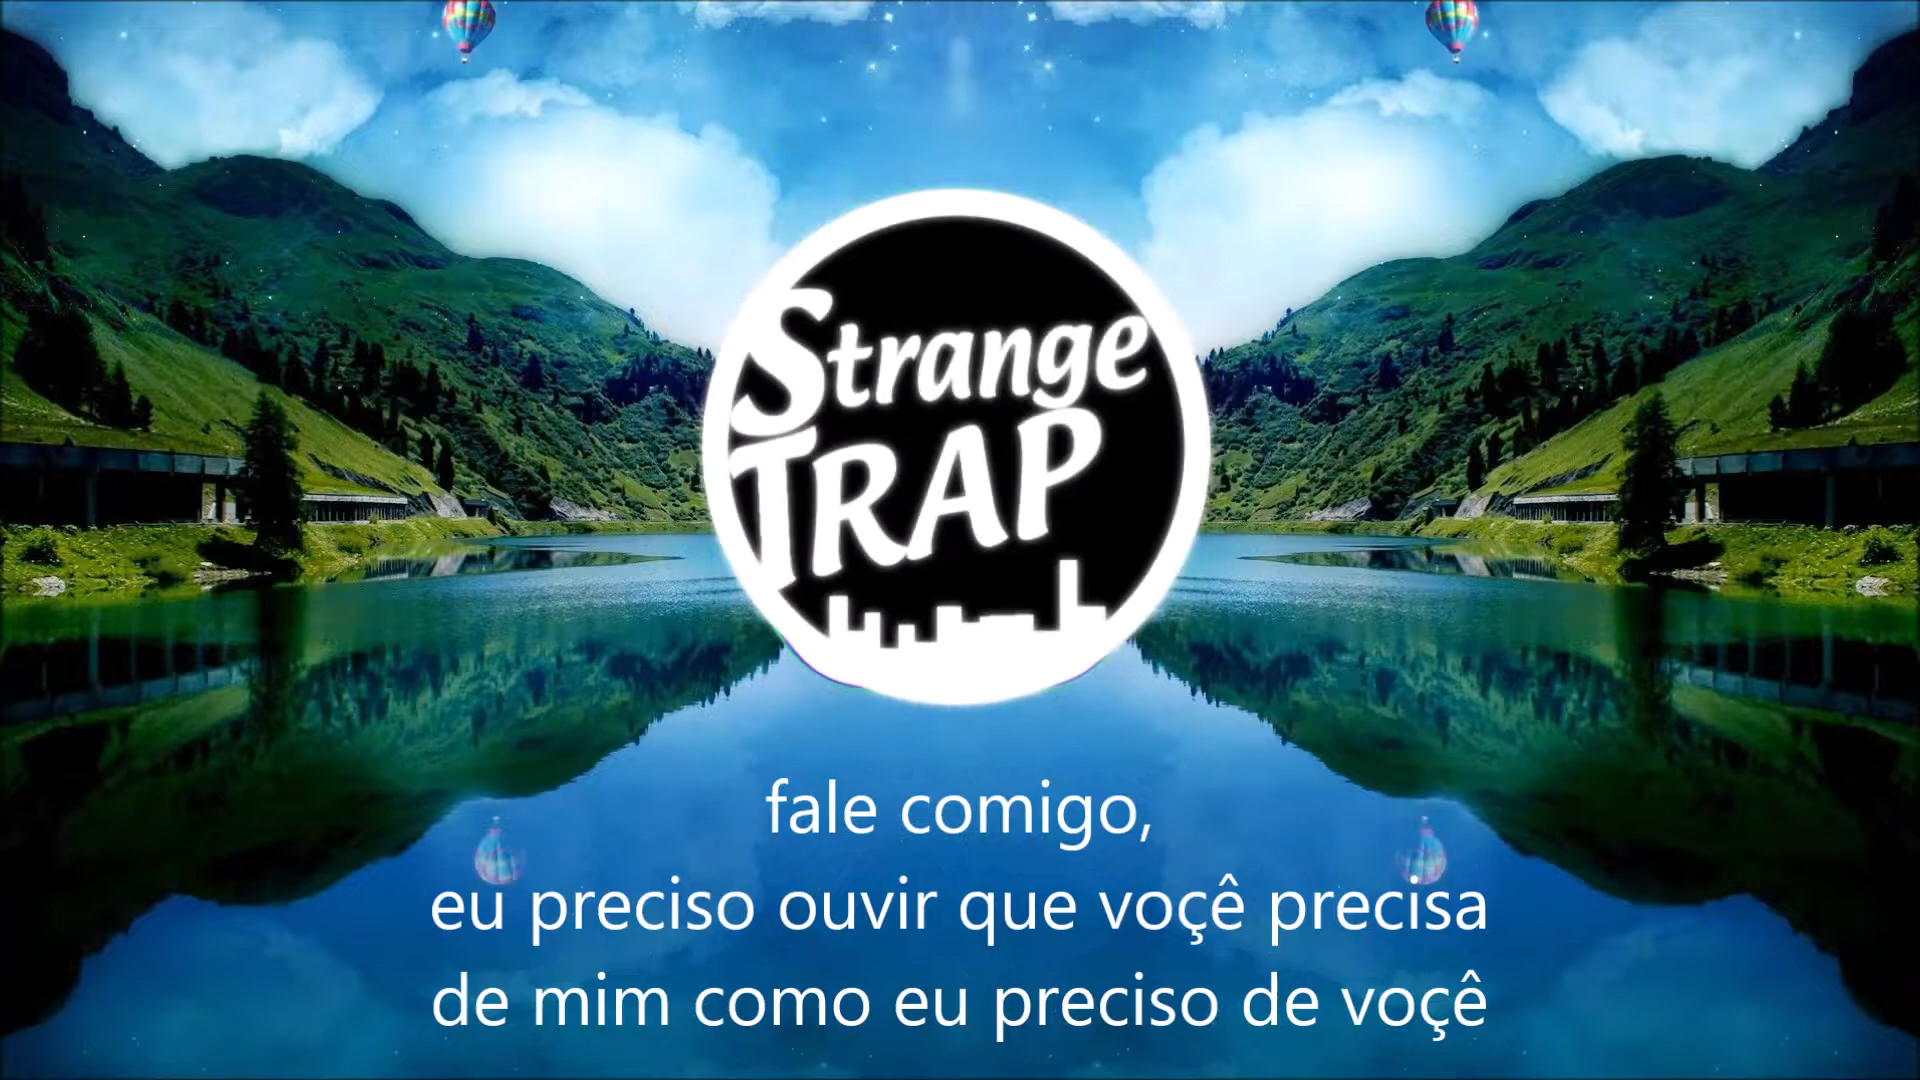 Strange
TRAP
fale comigo,
eu preciso ouvir que voçê precisa
de mim como eu preciso de voçê